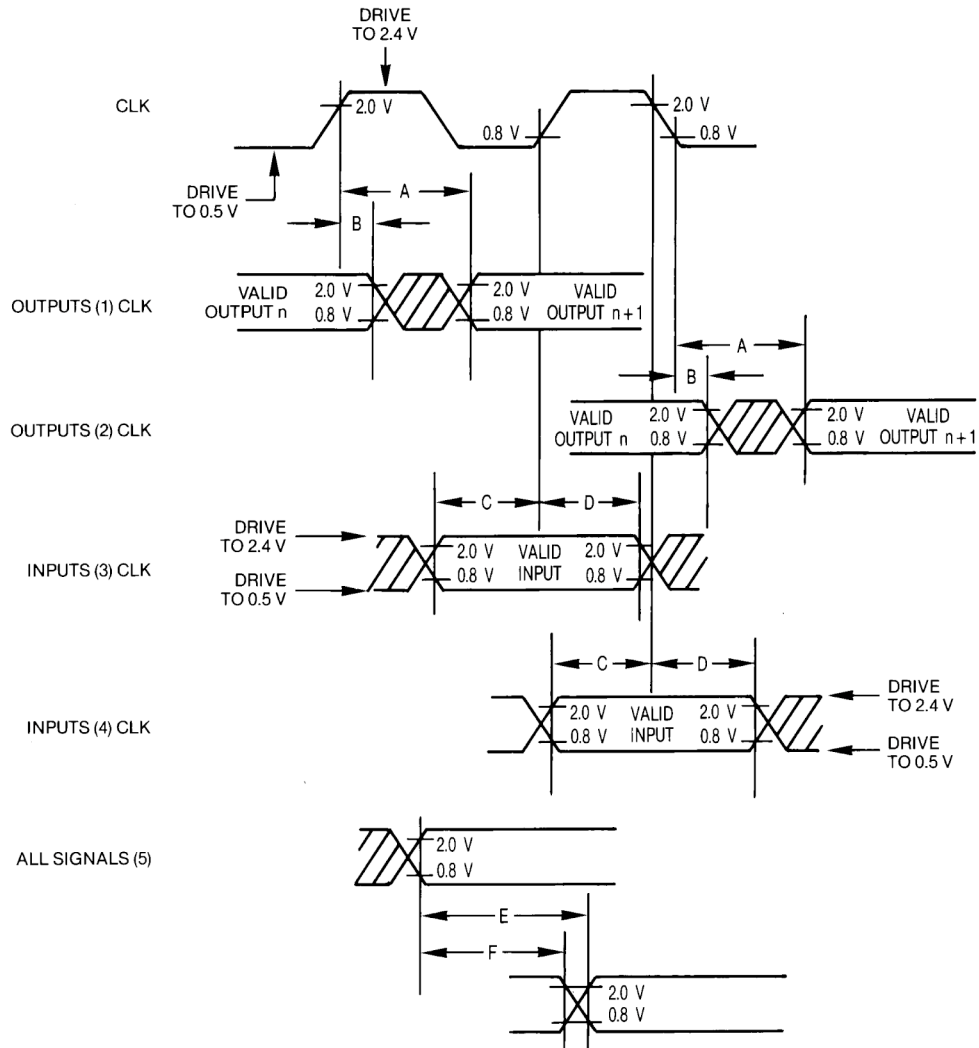 DRIVE
TO 2.4 V
CLK
2.0 V
0.8 V
2.0 V
0.8 V
DRIVE
TO 0.5 V
A
B
OUTPUTS (1) CLK
VALID
OUTPUT n
2.0 V
0.8 V
2.0 V
0.8 V
VALID
OUTPUT n+1
A
B
OUTPUTS (2) CLK
VALID
OUTPUT n
2.0 V
0.8 V
2.0 V
0.8 V
VALID
OUTPUT n+1
C
D
DRIVE
TO 2.4 V
INPUTS (3) CLK
DRIVE
TO 0.5 V
2.0 V
0.8 V
VALID
INPUT
2.0 V
0.8 V
C
D
INPUTS (4) CLK
2.0 V
0.8 V
VALID
INPUT
2.0 V
0.8 V
DRIVE
TO 2.4 V
DRIVE
TO 0.5 V
ALL SIGNALS (5)
2.0 V
0.8 V
E
F
2.0 V
0.8 V